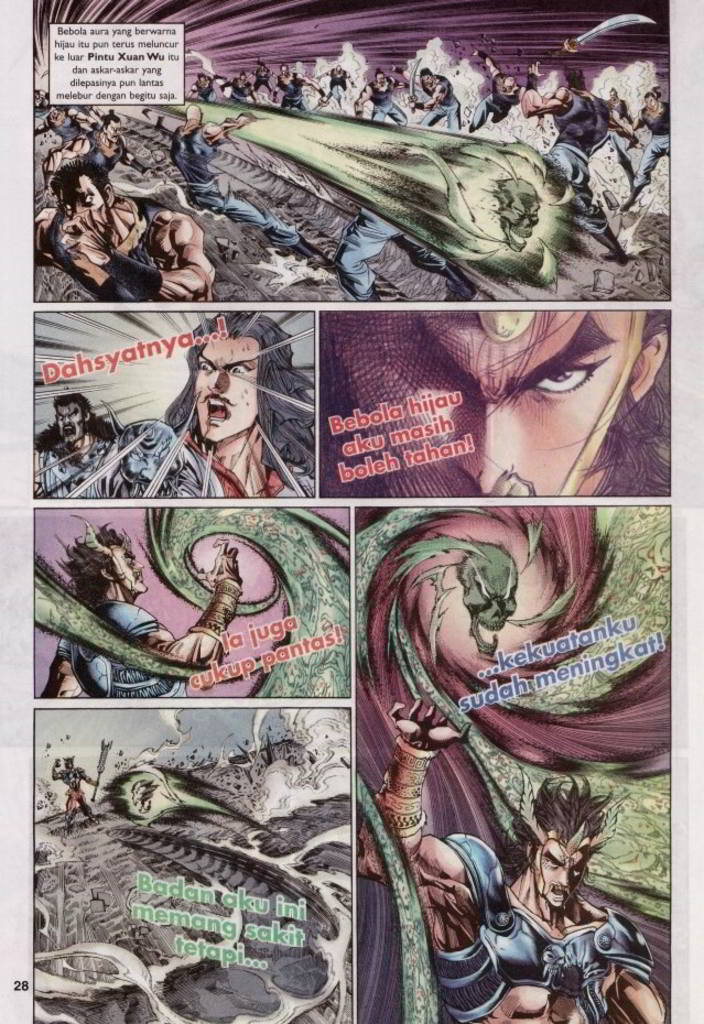 Bebola aura yang berwarna
hijau itu pun terus meluncur
ke luar Pintu Xuan Wu itu
dan askar-askar yang
dilepasinya pun lantas
melebur dengan begitu saja.
Dahsyatnya...!
Bebola hijau
aku masih
boleh tahan!
Ia juga
cukup pantas!
Badan aku ini
memang sakit
tetapi...
...kekuatanku
sudah meningkat!
28